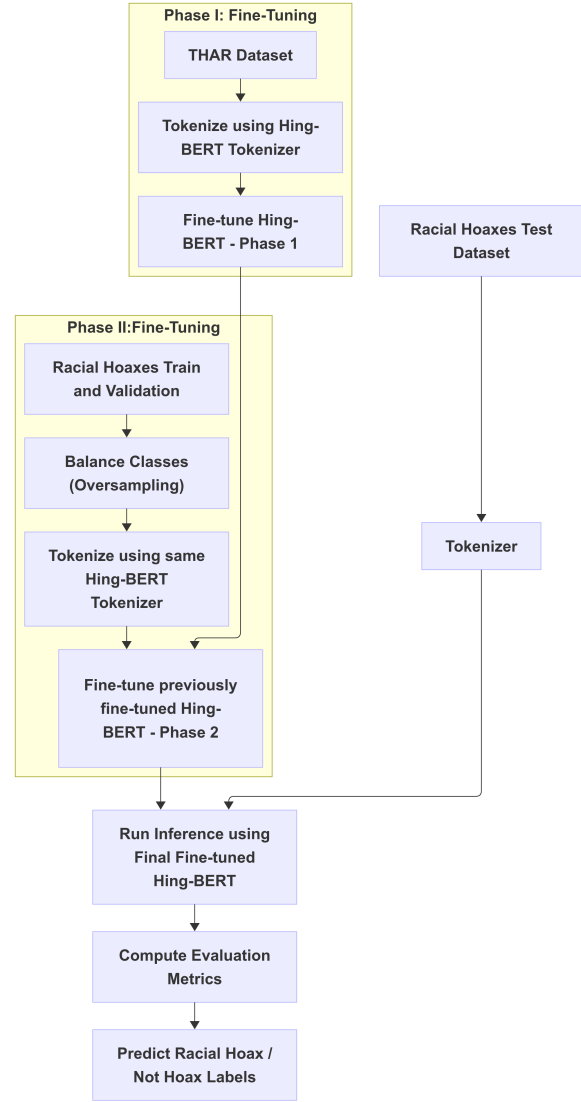 Phase I: Fine-Tuning
THAR Dataset
Tokenize using Hing-
BERT Tokenizer
Fine-tune Hing-
BERT - Phase 1
Racial Hoaxes Test
Dataset
Phase II:Fine-Tuning
Racial Hoaxes Train
and Validation
Balance Classes
(Oversampling)
Tokenize using same
Hing-BERT
Tokenizer
Tokenizer
Fine-tune previously
fine-tuned Hing-
BERT - Phase 2
Run Inference using
Final Fine-tuned
Hing-BERT
Compute Evaluation
Metrics
Predict Racial Hoax /
Not Hoax Labels